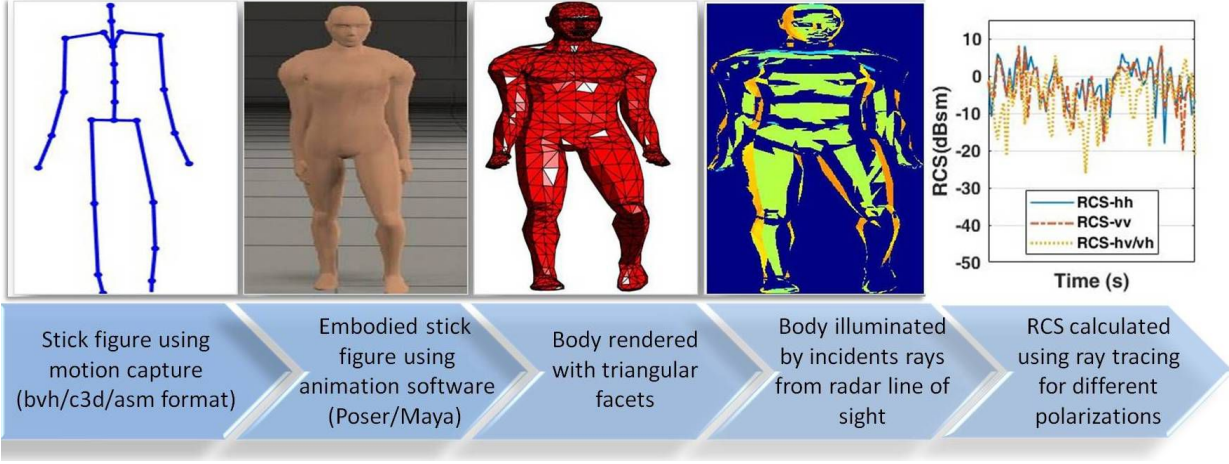 10
0
-10
-20
-30
-40
-50
RCS(dBsm)
RCS-hh
RCS-vv
RCS-hv/vh
Time (s)
Stick figure using
motion capture
(bvh/c3d/asm format)
Embodied stick
figure using
animation software
(Poser/Maya)
Body rendered
with triangular
facets
Body illuminated
by incidents rays
from radar line of
sight
RCS calculated
using ray tracing
for different
polarizations